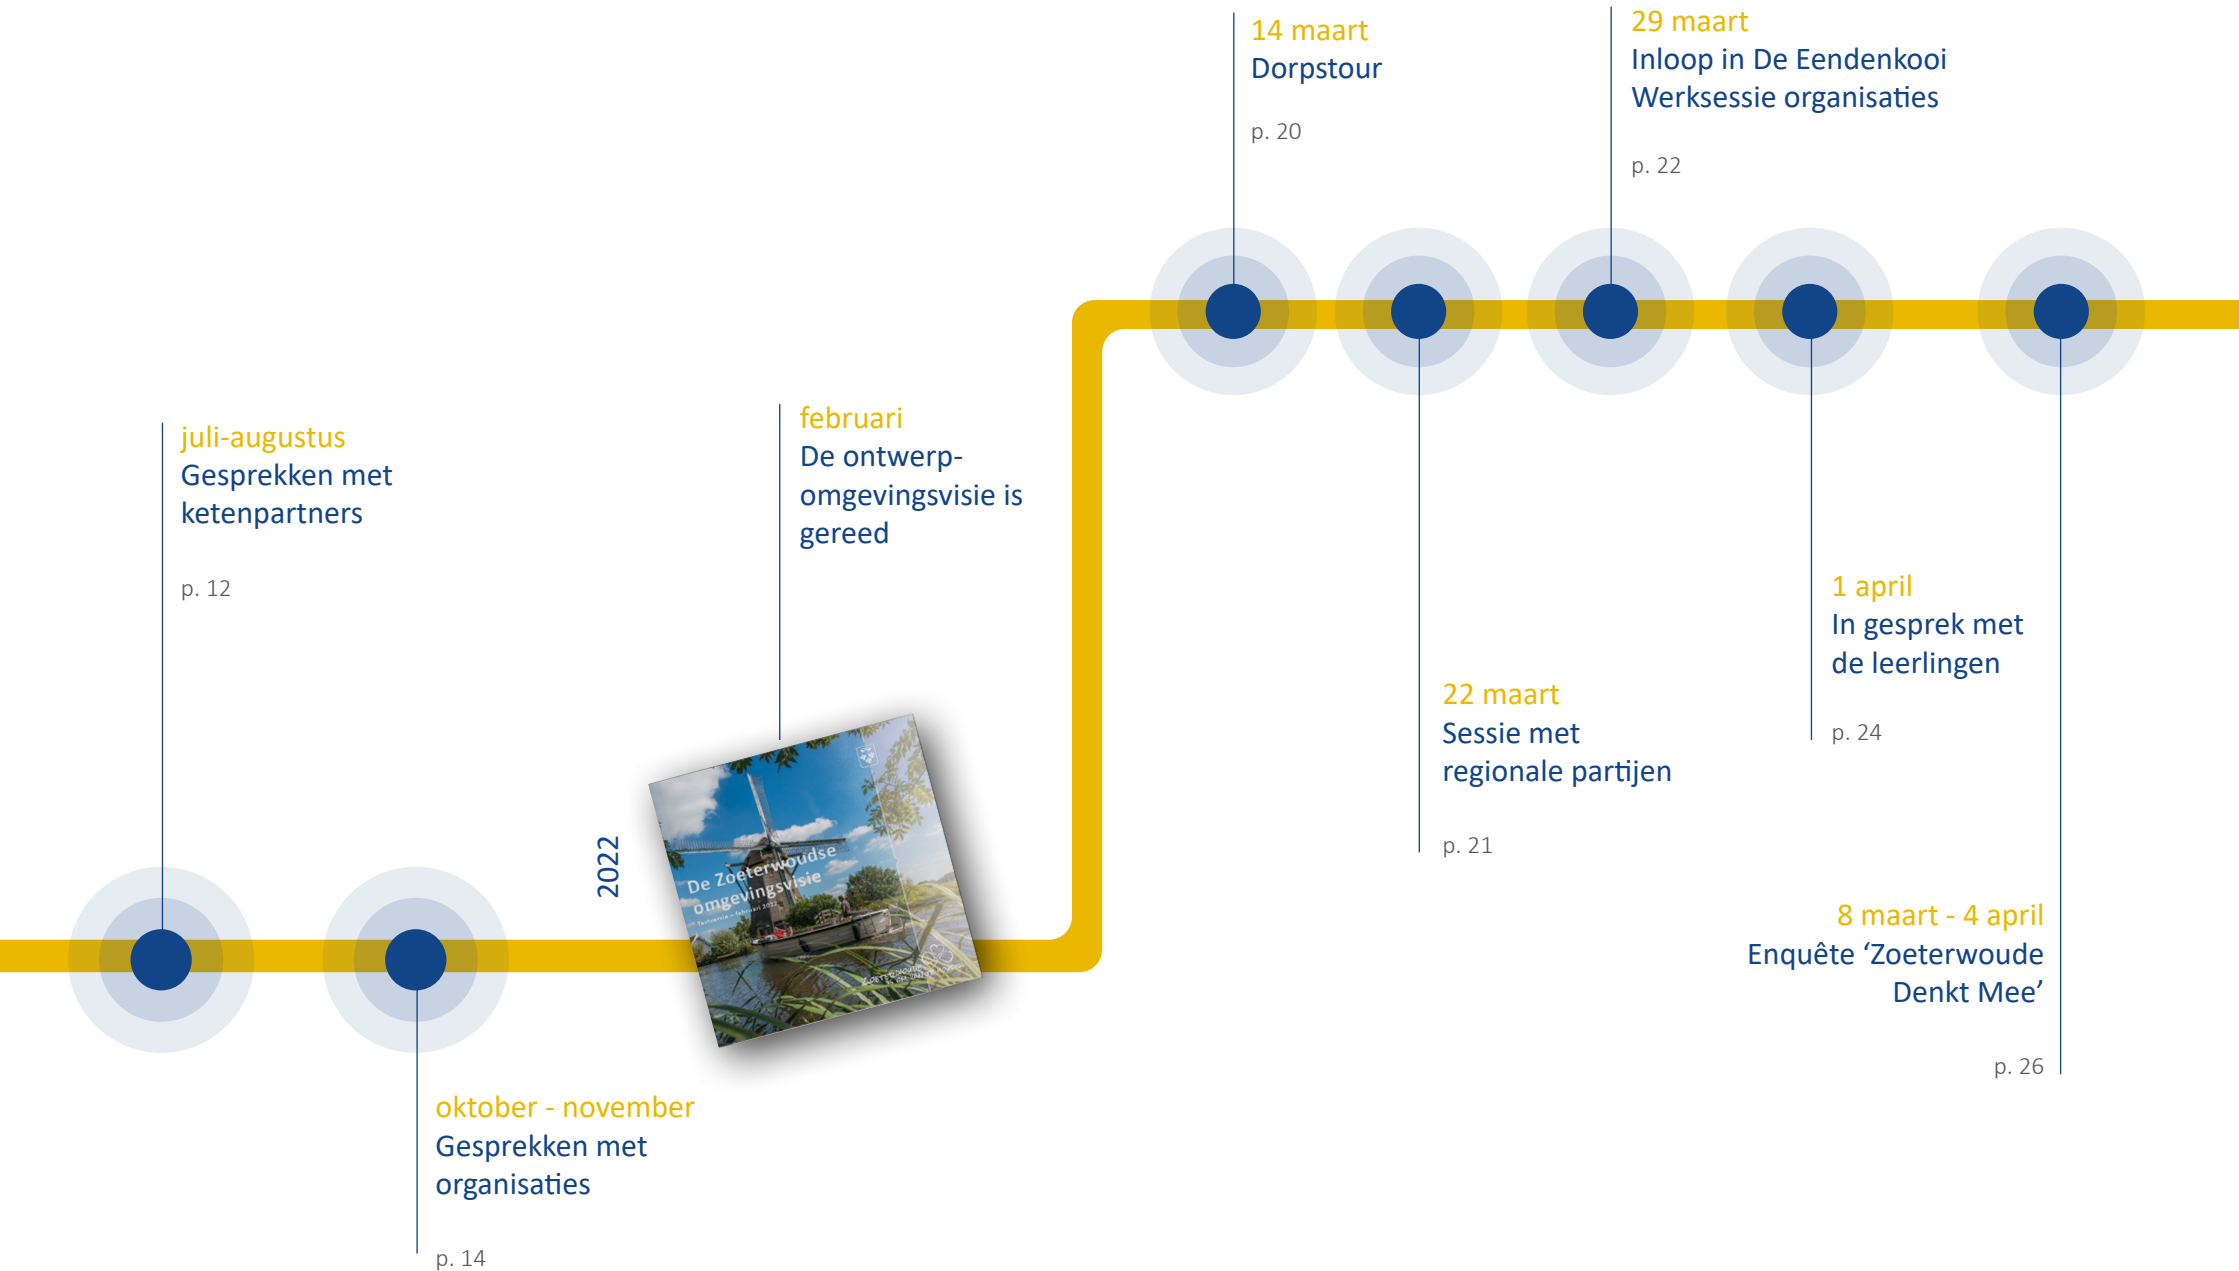 juli-augustus
Gesprekken met
ketenpartners
p. 12
oktober - november
Gesprekken met
organisaties
p. 14
2022
februari
De ontwerp-
omgevingsvisie is
gereed
De Zoeterwoudse
omgevingsvisie
februari 2022
14 maart
Dorpstour
p. 20
22 maart
Sessie met
regionale partijen
p. 21
29 maart
Inloop in De Eendenkooi
Werksessie organisaties
p. 22
1 april
In gesprek met
de leerlingen
p. 24
8 maart - 4 april
Enquête ‘Zoeterwoude
Denkt Mee’
p. 26